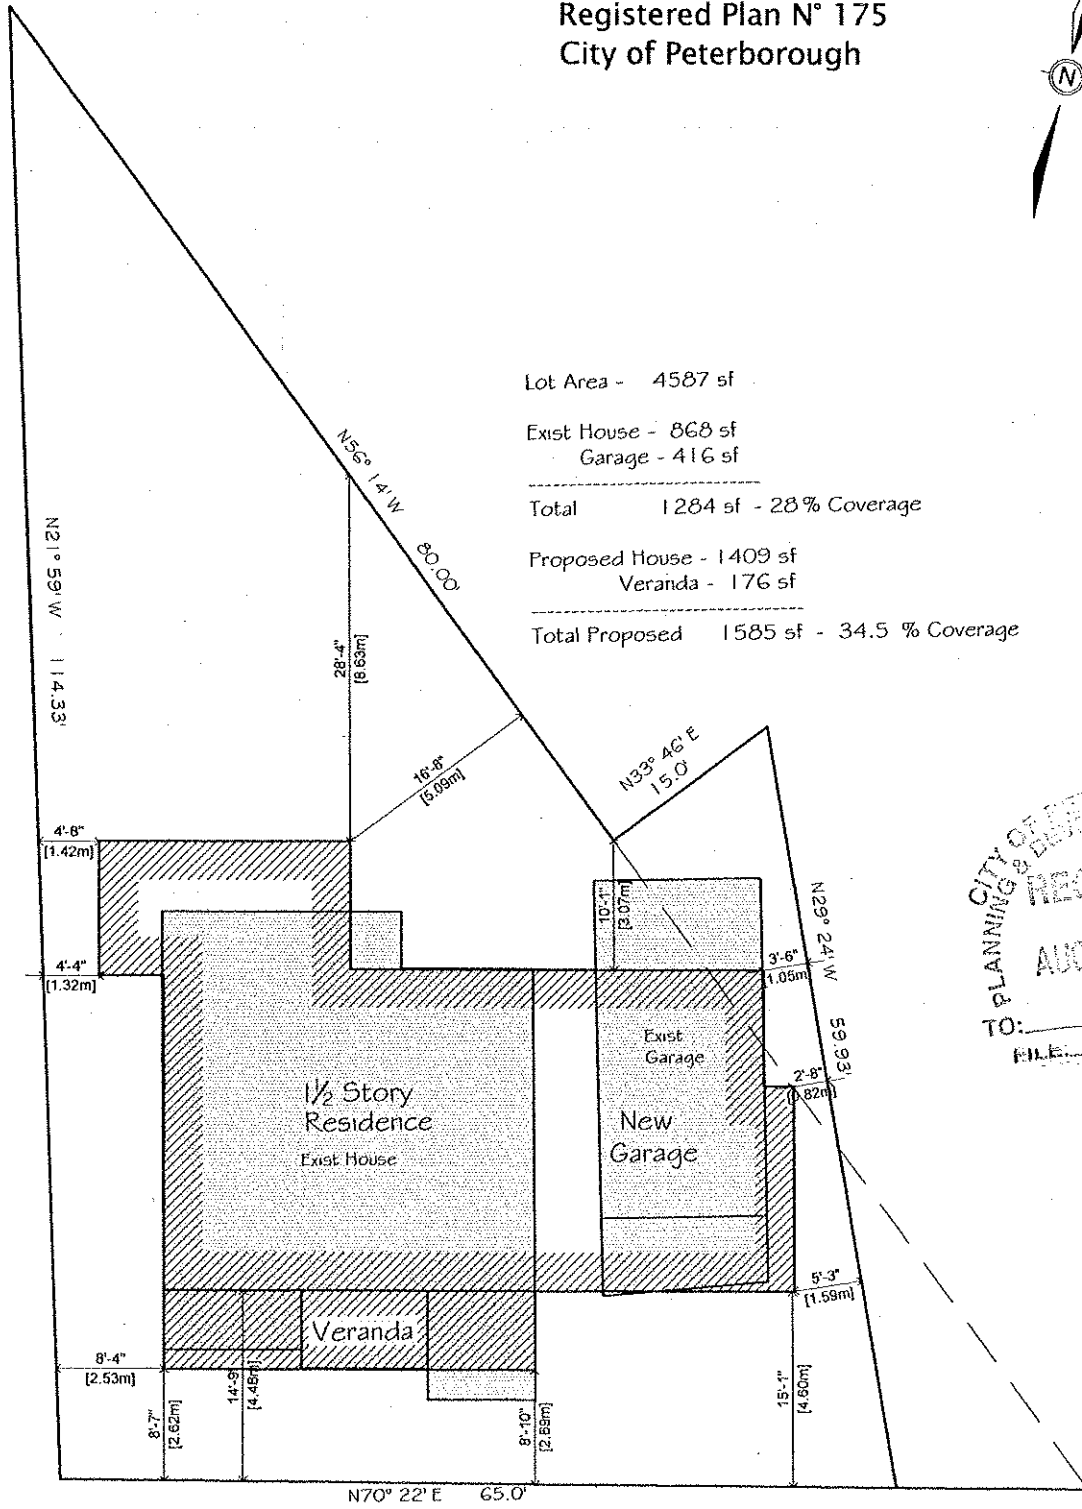 Registered Plan N° 175
City of Peterborough
N
Lot Area - 4587 sf
Exist House - 868 sf
Garage - 416 sf
Total 1284 sf - 28% Coverage
Proposed House - 1409 sf
Veranda - 176 sf
Total Proposed 1585 sf - 34.5 % Coverage
N56° 14' W 80.00'
N21° 59' W 114.33'
28'-4"
[8.63m]
16'-8"
[5.09m]
N33° 46' E
15.0'
4'-8"
[1.42m]
10'-1"
[3.07m]
N29° 24' W 59.93'
CITY OF
PLANNING &
TO:
4'-4"
[1.32m]
3'-6"
[1.05m]
Exist
Garage
2'-8"
[0.82m]
1½ Story
Residence
Exist House
New
Garage
5'-3"
[1.59m]
Veranda
8'-4"
[2.53m]
8'-7"
[2.62m]
14'-9"
[4.48m]
8'-10"
[2.69m]
15'-1"
[4.60m]
N70° 22' E 65.0'